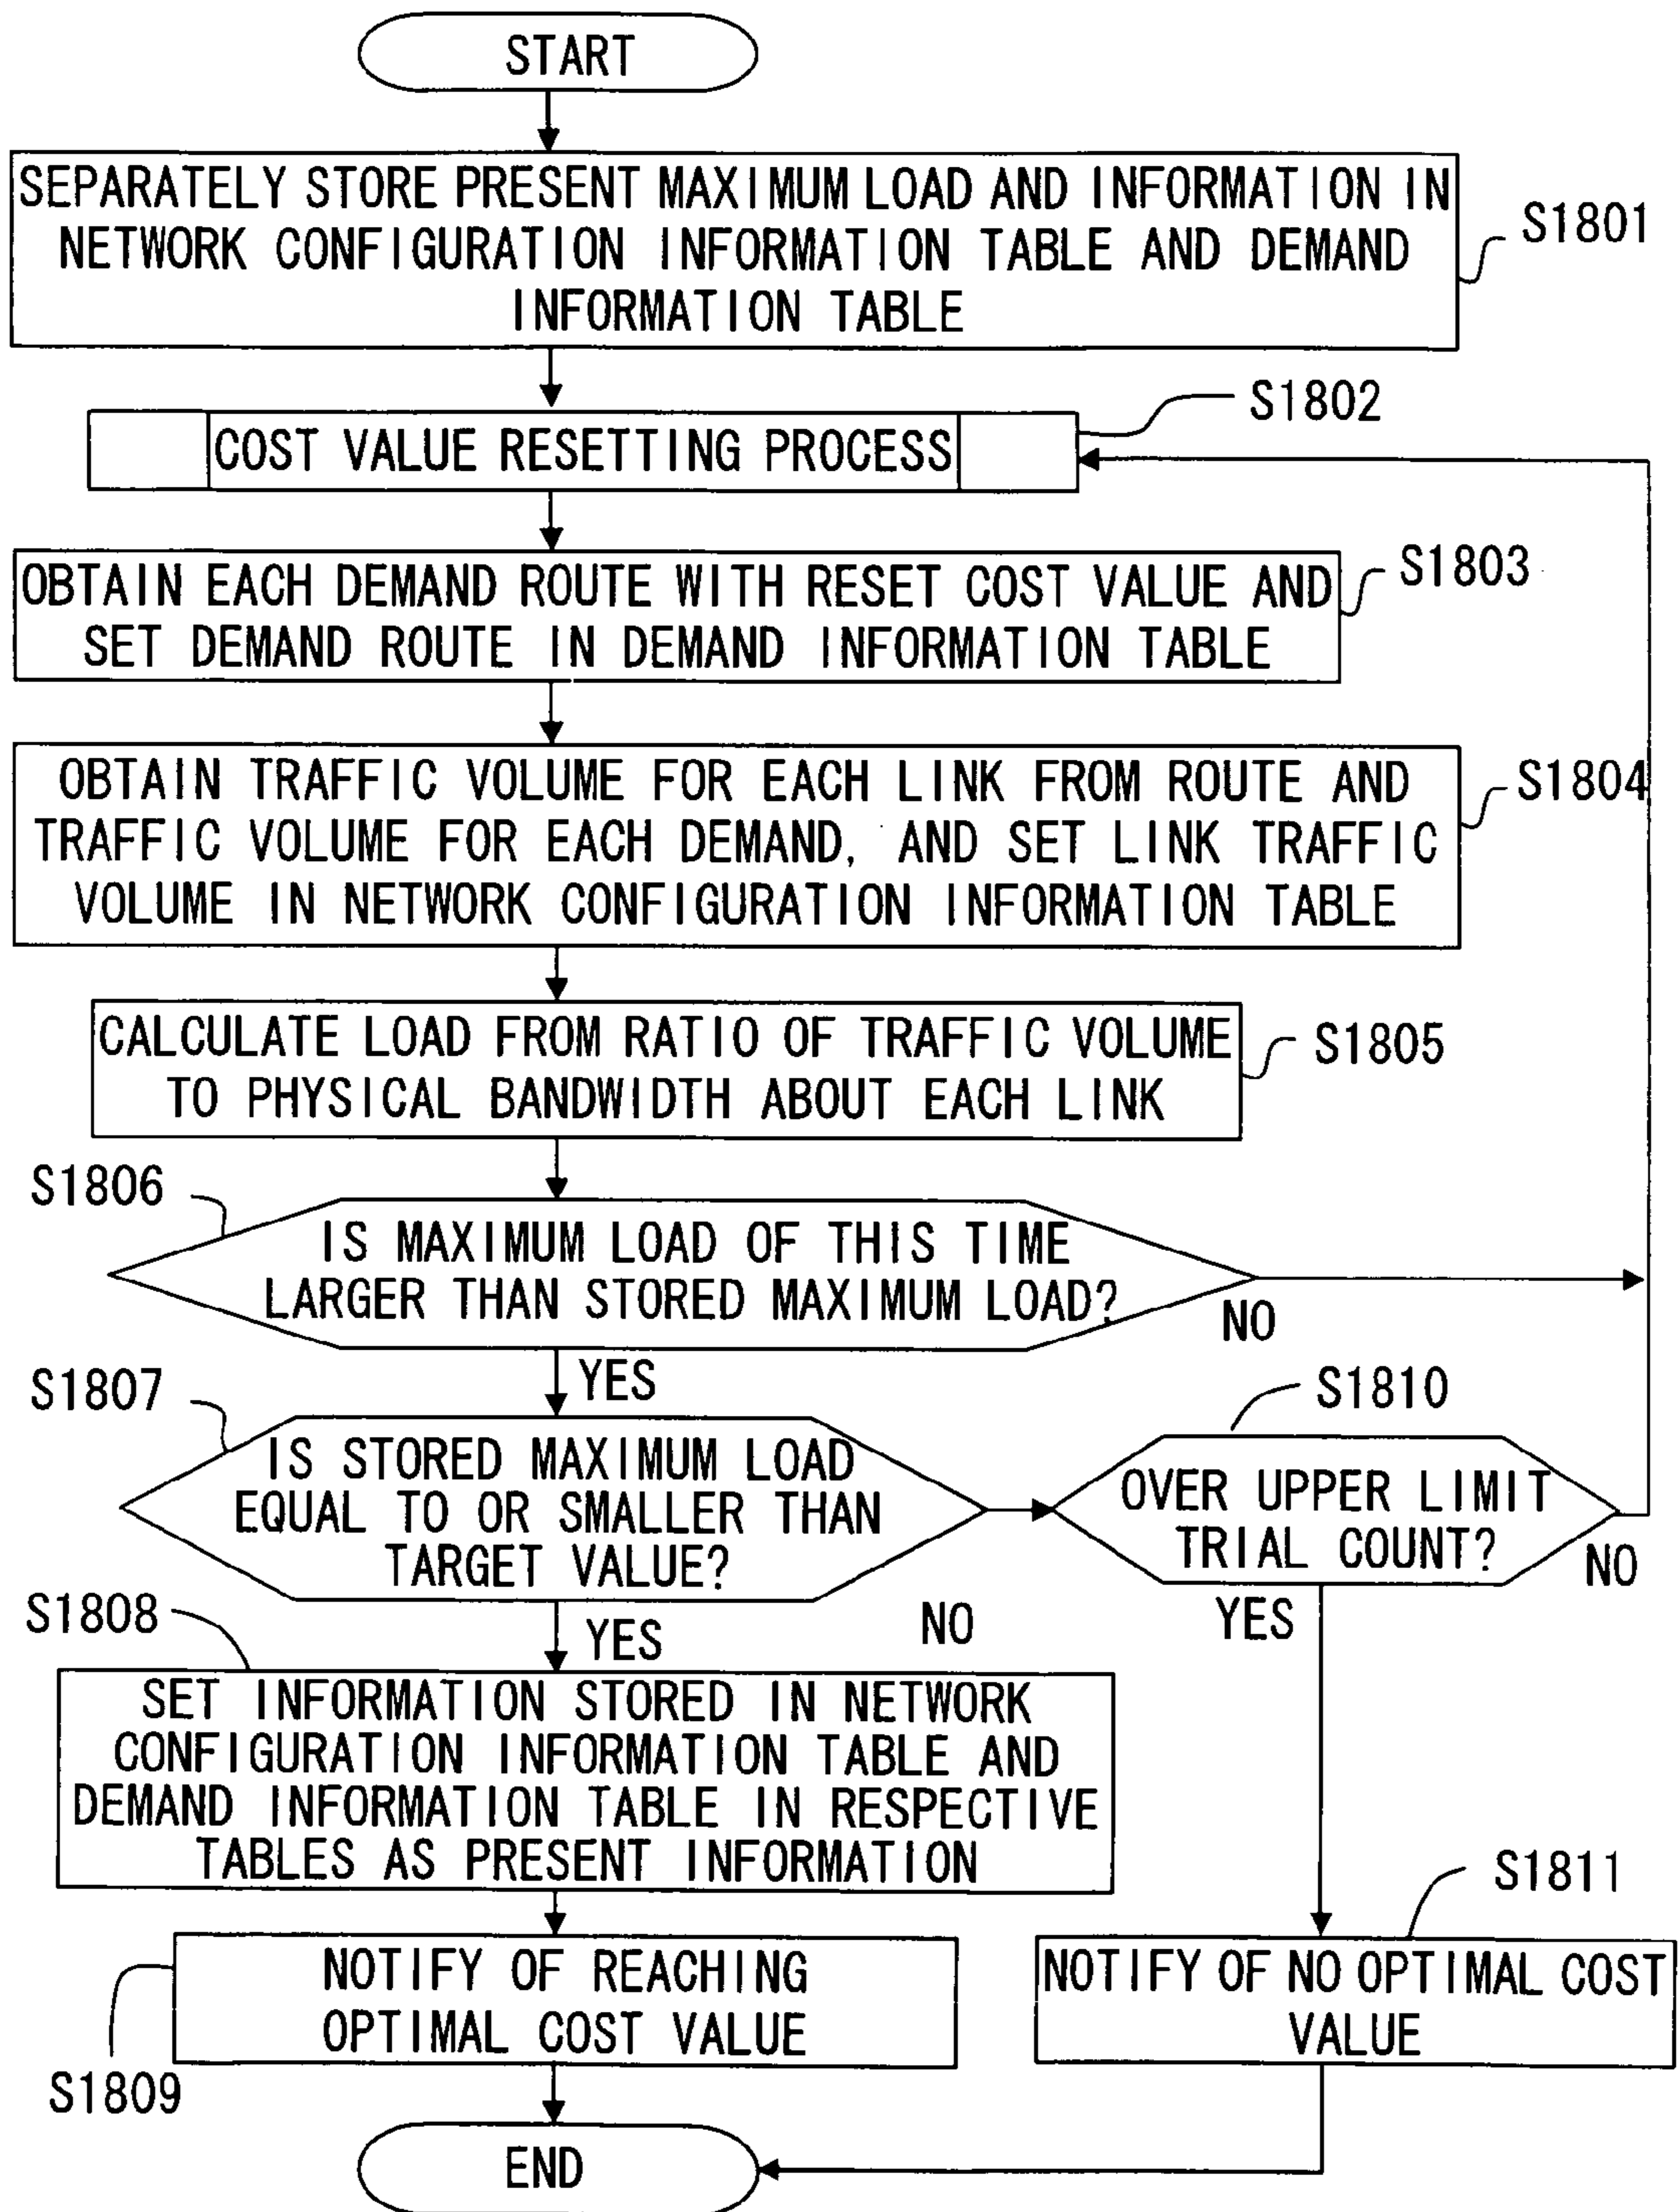 START
SEPARATELY STORE PRESENT MAXIMUM LOAD AND INFORMATION IN
NETWORK CONFIGURATION INFORMATION TABLE AND DEMAND
INFORMATION TABLE
S1801
S1802
COST VALUE RESETTING PROCESS
S1803
OBTAIN EACH DEMAND ROUTE WITH RESET COST VALUE AND
SET DEMAND ROUTE IN DEMAND INFORMATION TABLE
OBTAIN TRAFFIC VOLUME FOR EACH LINK FROM ROUTE AND
TRAFFIC VOLUME FOR EACH DEMAND, AND SET LINK TRAFFIC
VOLUME IN NETWORK CONFIGURATION INFORMATION TABLE
S1804
CALCULATE LOAD FROM RATIO OF TRAFFIC VOLUME
TO PHYSICAL BANDWIDTH ABOUT EACH LINK
S1805
S1806
IS MAXIMUM LOAD OF THIS TIME
LARGER THAN STORED MAXIMUM LOAD?
NO
YES
S1807
IS STORED MAXIMUM LOAD
EQUAL TO OR SMALLER THAN
TARGET VALUE?
S1810
OVER UPPER LIMIT
TRIAL COUNT?
NO
S1808
YES
NO
YES
SET INFORMATION STORED IN NETWORK
CONFIGURATION INFORMATION TABLE AND
DEMAND INFORMATION TABLE IN RESPECTIVE
TABLES AS PRESENT INFORMATION
S1811
NOTIFY OF REACHING
OPTIMAL COST VALUE
NOTIFY OF NO OPTIMAL COST
VALUE
S1809
END